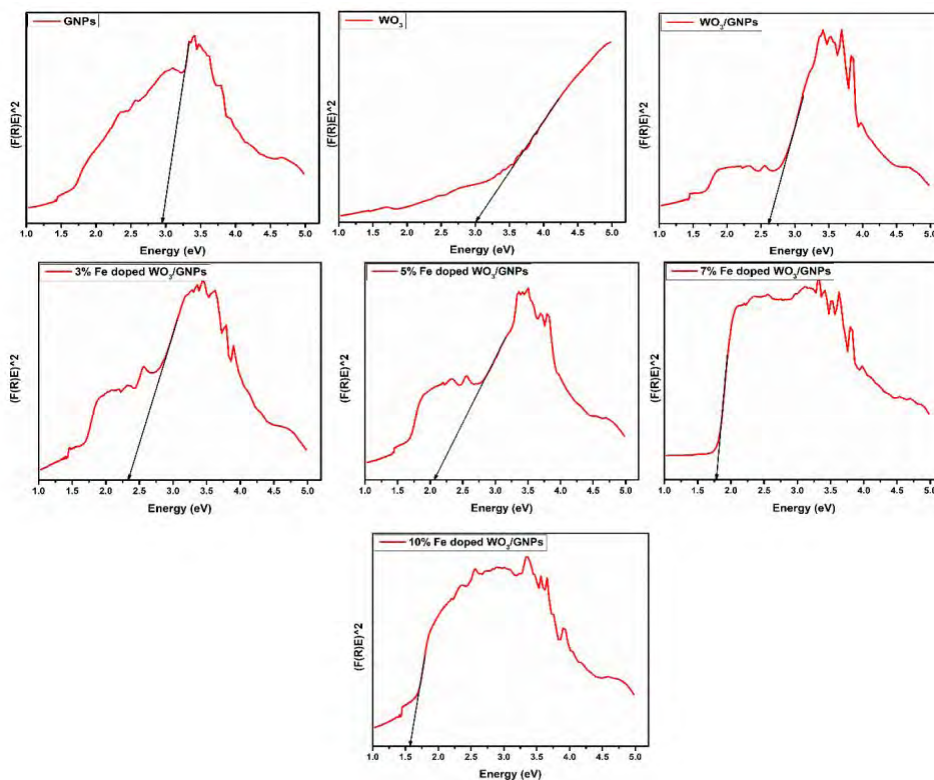 GNPs
(F(R)E)^2
1.0 1.5 2.0 2.5 3.0 3.5 4.0 4.5 5.0
Energy (eV)
WO3
(F(R)E)^2
1.0 1.5 2.0 2.5 3.0 3.5 4.0 4.5 5.0
Energy (eV)
WO3/GNPs
(F(R)E)^2
1.0 1.5 2.0 2.5 3.0 3.5 4.0 4.5 5.0
Energy (eV)
3% Fe doped WO3/GNPs
(F(R)E)^2
1.0 1.5 2.0 2.5 3.0 3.5 4.0 4.5 5.0
Energy (eV)
5% Fe doped WO3/GNPs
(F(R)E)^2
1.0 1.5 2.0 2.5 3.0 3.5 4.0 4.5 5.0
Energy (eV)
7% Fe doped WO3/GNPs
(F(R)E)^2
1.0 1.5 2.0 2.5 3.0 3.5 4.0 4.5 5.0
Energy (eV)
10% Fe doped WO3/GNPs
(F(R)E)^2
1.0 1.5 2.0 2.5 3.0 3.5 4.0 4.5 5.0
Energy (eV)